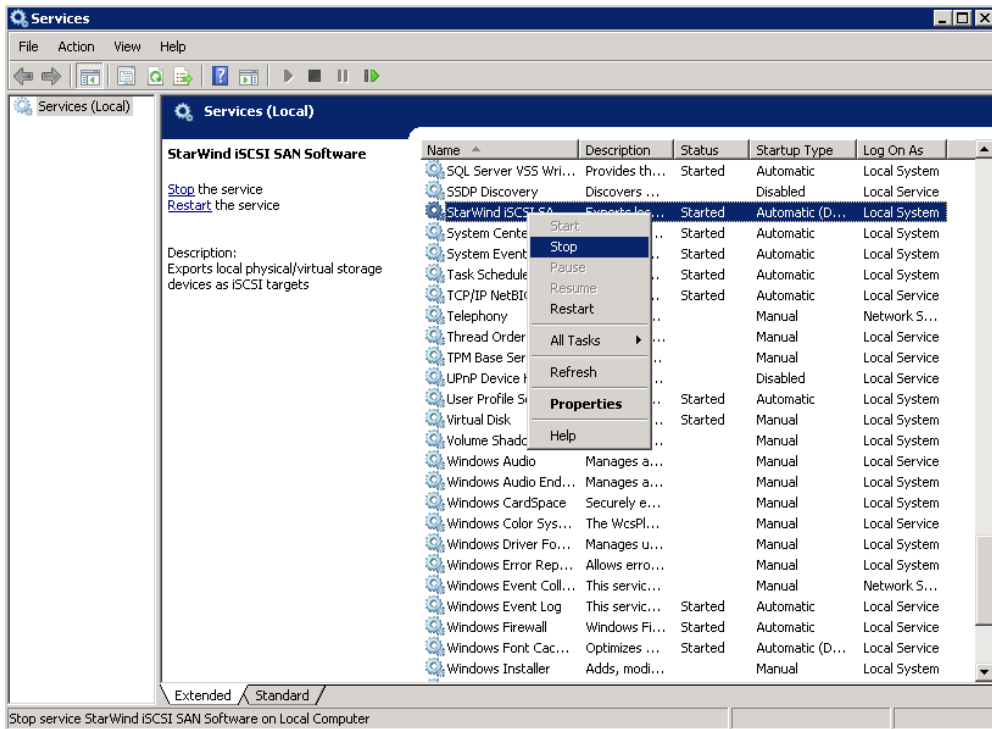 Services
File Action View Help
Services (Local)
Services (Local)
StarWind iSCSI SAN Software
Stop the service
Restart the service
Description:
Exports local physical/virtual storage
devices as iSCSI targets
Name Description Status Startup Type Log On As
SQL Server VSS Wri... Provides th... Started Automatic Local System
SSDP Discovery Discovers ... Disabled Local Service
StarWind iSCSI SA... Exports loc... Started Automatic (D... Local System
System Cente .. Started Automatic Local System
System Event .. Started Automatic Local System
Task Schedule .. Started Automatic Local System
TCP/IP NetBI .. Started Automatic Local Service
Telephony .. Manual Network S...
Thread Order ... Manual Local Service
TPM Base Ser .. Manual Local Service
UPnP Device .. Disabled Local Service
User Profile S .. Started Automatic Local System
Virtual Disk .. Started Manual Local System
Volume Shado .. Manual Local System
Windows Audio Manages a... Manual Local Service
Windows Audio End... Manages a... Manual Local System
Windows CardSpace Securely e... Manual Local System
Windows Color Sys... The WcsPl... Manual Local Service
Windows Driver Fo... Manages u... Manual Local System
Windows Error Rep... Allows erro... Manual Local System
Windows Event Coll... This servic... Manual Network S...
Windows Event Log This servic... Started Automatic Local Service
Windows Firewall Windows Fi... Started Automatic Local Service
Windows Font Cac... Optimizes ... Started Automatic (D... Local Service
Windows Installer Adds, modi... Manual Local System
Start
Stop
Pause
Resume
Restart
All Tasks
Refresh
Properties
Help
Extended Standard
Stop service StarWind iSCSI SAN Software on Local Computer